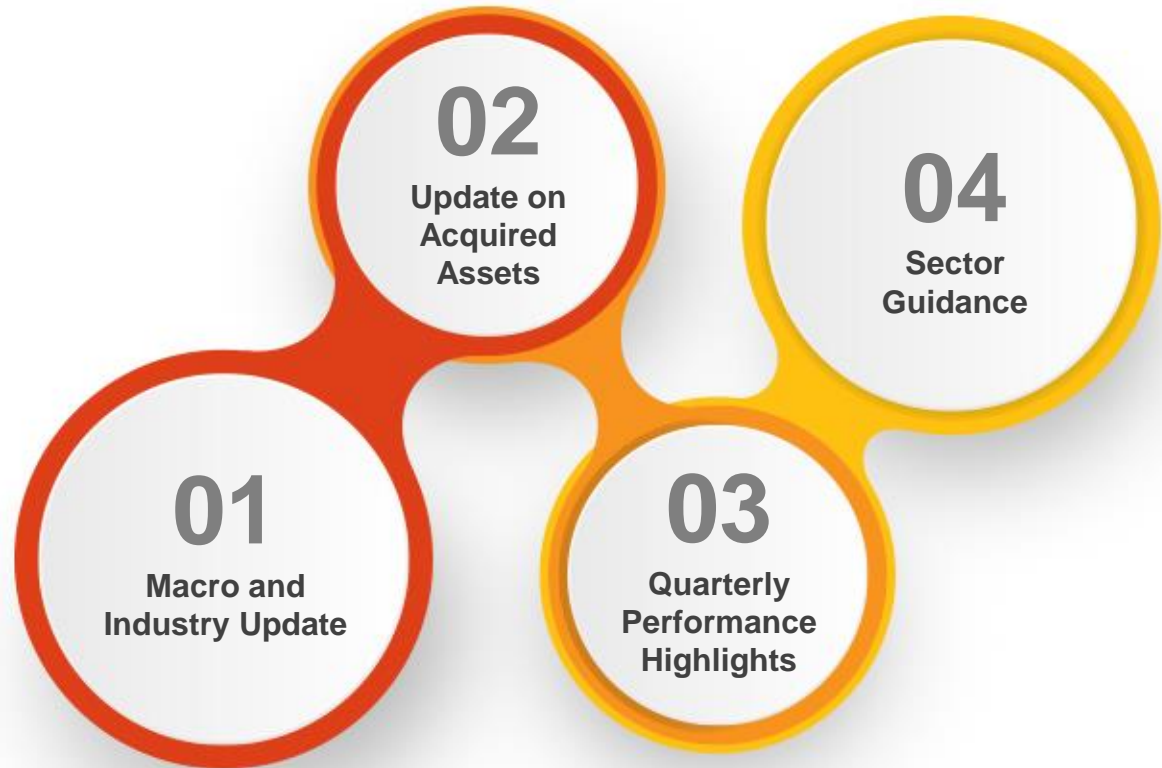 01
Macro and
Industry Update
02
Update on
Acquired
Assets
03
Quarterly
Performance
Highlights
04
Sector
Guidance